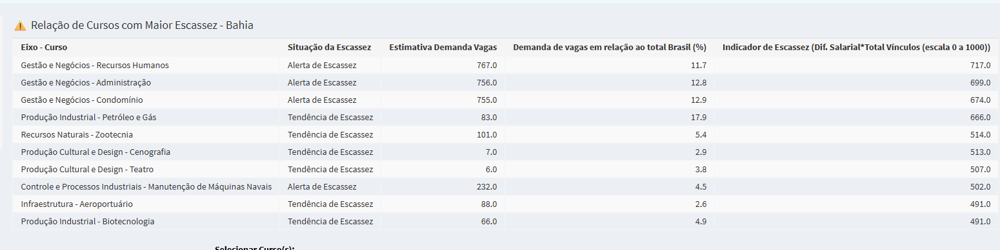 Relação de Cursos com Maior Escassez - Bahia
Eixo - Curso Situação da Escassez Estimativa Demanda Vagas Demanda de vagas em relação ao total Brasil (%) Indicador de Escassez (Dif. Salarial*Total Vínculos (escala 0 a 1000))
Gestão e Negócios - Recursos Humanos Alerta de Escassez 767.0 11.7 717.0
Gestão e Negócios - Administração Alerta de Escassez 756.0 12.8 699.0
Gestão e Negócios - Condomínio Alerta de Escassez 755.0 12.9 674.0
Produção Industrial - Petróleo e Gás Tendência de Escassez 83.0 17.9 666.0
Recursos Naturais - Zootecnia Tendência de Escassez 101.0 5.4 514.0
Produção Cultural e Design - Cenografia Tendência de Escassez 7.0 2.9 513.0
Produção Cultural e Design - Teatro Tendência de Escassez 6.0 3.8 507.0
Controle e Processos Industriais - Manutenção de Máquinas Navais Alerta de Escassez 232.0 4.5 502.0
Infraestrutura - Aeroportuário Tendência de Escassez 88.0 2.6 491.0
Produção Industrial - Biotecnologia Tendência de Escassez 66.0 4.9 491.0
Selecionar Curso(s):